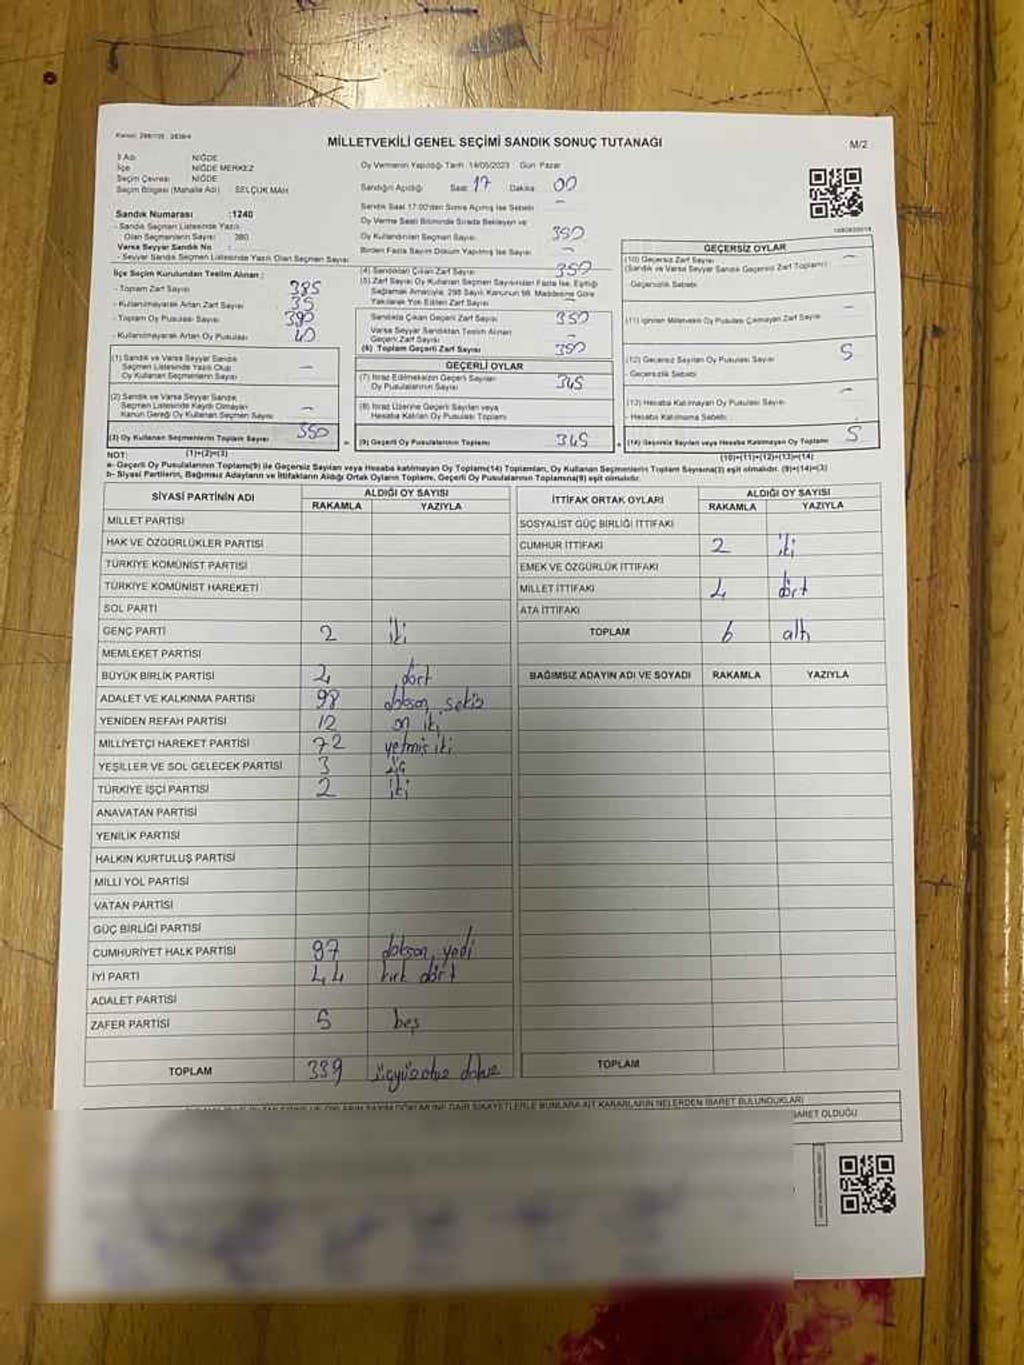 MİLLETVEKİLİ GENEL SEÇİMİ SANDIK SONUÇ TUTANAĞI
M/2
İl Adı: NİĞDE
İlçe NİĞDE MERKEZ
Seçim Çevresi NİĞDE
Seçim Bölgesi (Mahalle Adı) SELÇUK MAH
Sandık Numarası :1240
- Sandık Seçmen Listesinde Yazılı
Olan Seçmenlerin Sayısı : 380
Varsa Seyyar Sandık No :
- Seyyar Sandık Seçmen Listesinde Yazılı Olan Seçmen Sayısı
İlçe Seçim Kurulundan Teslim Alınan :
- Toplam Zarf Sayısı 385
- Kullanılmayarak Artan Zarf Sayısı 35
- Toplam Oy Pusulası Sayısı 390
- Kullanılmayarak Artan Oy Pusulası 40
(1) Sandık ve Varsa Seyyar Sandık
Seçmen Listesinde Yazılı Olup
Oy Kullanan Seçmenlerin Sayısı —
(2) Sandık ve Varsa Seyyar Sandık
Seçmen Listesinde Kayıtlı Olmayan
Kanun Gereği Oy Kullanan Seçmen Sayısı —
(3) Oy Kullanan Seçmenlerin Toplam Sayısı 350
(1)+(2)=(3)
Oy Vermenin Yapıldığı Tarih 14/05/2023 Gün Pazar
Sandığın Açıldığı Saat 17 Dakika 00
Sandık Saat 17:00'den Sonra Açılmış İse Sebebi —
Oy Verme Saati Bitiminde Sırada Bekleyen ve
Oy Kullandırılan Seçmen Sayısı 350
Birden Fazla Sayım Döküm Yapılmış İse Sayısı —
(4) Sandıktan Çıkan Zarf Sayısı 350
(5) Zarf Sayısı Oy Kullanan Seçmen Sayısından Fazla İse, Eşitliği
Sağlamak Amacıyla, 298 Sayılı Kanunun 98. Maddesine Göre
Yakılarak Yok Edilen Zarf Sayısı —
Sandıkta Çıkan Geçerli Zarf Sayısı 350
Varsa Seyyar Sandıktan Teslim Alınan
Geçerli Zarf Sayısı —
(6) Toplam Geçerli Zarf Sayısı 350
GEÇERLİ OYLAR
(7) İtiraz Edilmeksizin Geçerli Sayılan
Oy Pusulalarının Sayısı 345
(8) İtiraz Üzerine Geçerli Sayılan veya
Hesaba Katılan Oy Pusulası Toplamı
= (9) Geçerli Oy Pusulalarının Toplamı 345
GEÇERSİZ OYLAR
(10) Geçersiz Zarf Sayısı —
(Sandık ve Varsa Seyyar Sandık Geçersiz Zarf Toplamı)
- Geçersizlik Sebebi
(11) İçinden Milletvekili Oy Pusulası Çıkmayan Zarf Sayısı —
(12) Geçersiz Sayılan Oy Pusulası Sayısı 5
- Geçersizlik Sebebi
(13) Hesaba Katılmayan Oy Pusulası Sayısı —
- Hesaba Katılmama Sebebi
+ (14) Geçersiz Sayılan veya Hesaba Katılmayan Oy Toplamı 5
(10)+(11)+(12)+(13)=(14)
NOT:
a- Geçerli Oy Pusulalarının Toplamı(9) ile Geçersiz Sayılan veya Hesaba katılmayan Oy Toplamı(14) Toplamları, Oy Kullanan Seçmenlerin Toplam Sayısına(3) eşit olmalıdır. (9)+(14)=(3)
b- Siyasi Partilerin, Bağımsız Adayların ve İttifakların Aldığı Ortak Oyların Toplamı, Geçerli Oy Pusulalarının Toplamına(9) eşit olmalıdır.
SİYASİ PARTİNİN ADI ALDIĞI OY SAYISI
RAKAMLA YAZIYLA
MİLLET PARTİSİ
HAK VE ÖZGÜRLÜKLER PARTİSİ
TÜRKİYE KOMÜNİST PARTİSİ
TÜRKİYE KOMÜNİST HAREKETİ
SOL PARTİ
GENÇ PARTİ 2 iki
MEMLEKET PARTİSİ
BÜYÜK BİRLİK PARTİSİ 4 dört
ADALET VE KALKINMA PARTİSİ 98 doksan sekiz
YENİDEN REFAH PARTİSİ 12 on iki
MİLLİYETÇİ HAREKET PARTİSİ 72 yetmiş iki
YEŞİLLER VE SOL GELECEK PARTİSİ 3 üç
TÜRKİYE İŞÇİ PARTİSİ 2 iki
ANAVATAN PARTİSİ
YENİLİK PARTİSİ
HALKIN KURTULUŞ PARTİSİ
MİLLİ YOL PARTİSİ
VATAN PARTİSİ
GÜÇ BİRLİĞİ PARTİSİ
CUMHURİYET HALK PARTİSİ 97 doksan yedi
İYİ PARTİ 44 kırk dört
ADALET PARTİSİ
ZAFER PARTİSİ 5 beş
TOPLAM 339 üçyüzotuz dokuz
İTTİFAK ORTAK OYLARI ALDIĞI OY SAYISI
RAKAMLA YAZIYLA
SOSYALİST GÜÇ BİRLİĞİ İTTİFAKI
CUMHUR İTTİFAKI 2 iki
EMEK VE ÖZGÜRLÜK İTTİFAKI
MİLLET İTTİFAKI 4 dört
ATA İTTİFAKI
TOPLAM 6 altı
BAĞIMSIZ ADAYIN ADI VE SOYADI RAKAMLA YAZIYLA
TOPLAM